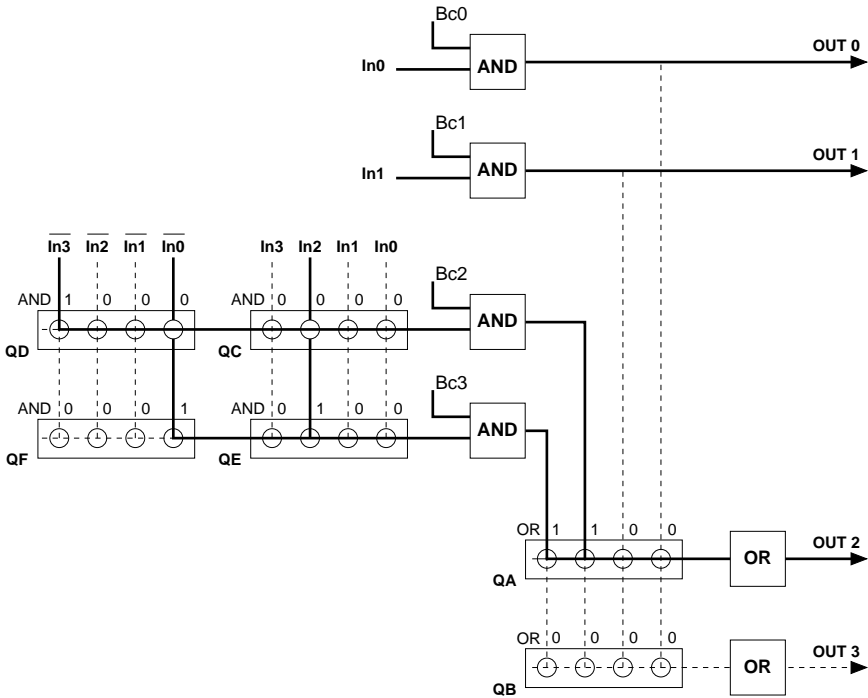 Bc0
OUT 0
In0
AND
Bc1
OUT 1
In1
AND
In3 In2 In1 In0
In3 In2 In1 In0
Bc2
AND 1 0 0 0
AND 0 0 0 0
AND
QD
QC
Bc3
AND 0 0 0 1
AND 0 1 0 0
AND
QF
QE
OR 1 1 0 0
OUT 2
OR
QA
OR 0 0 0 0
OUT 3
OR
QB